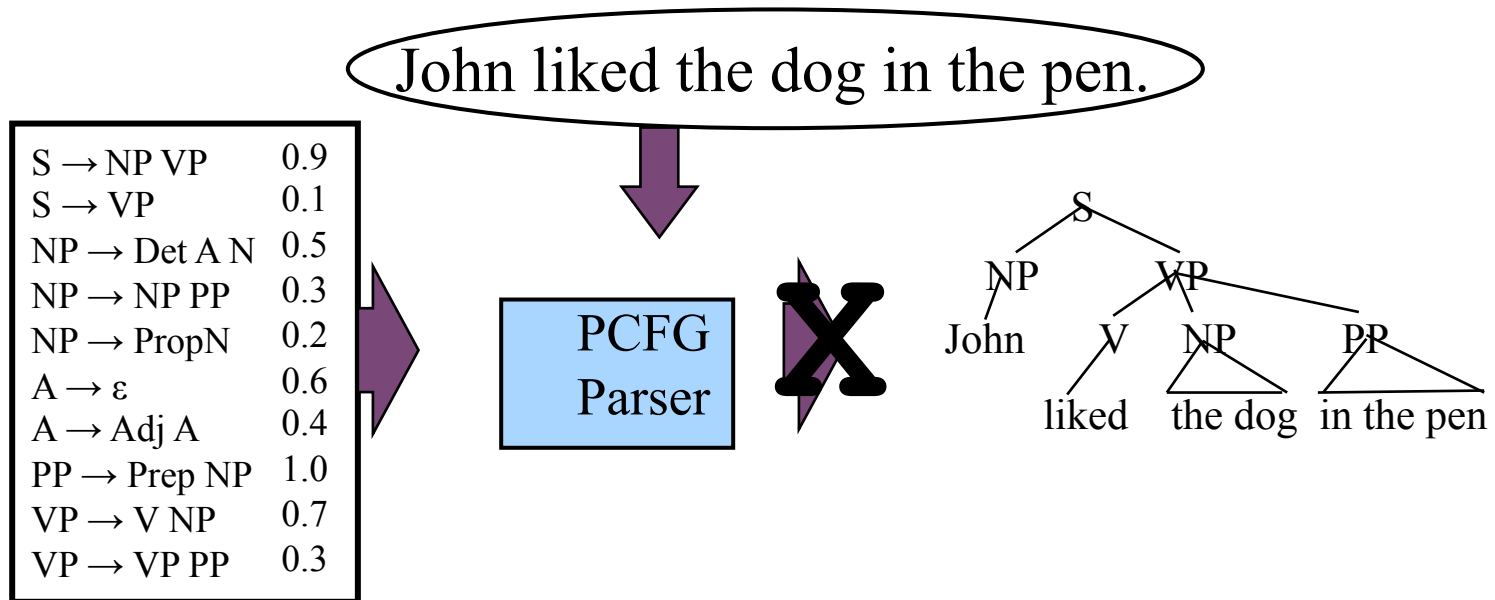 John liked the dog in the pen.
S → NP VP 0.9
S → VP 0.1
NP → Det A N 0.5
NP → NP PP 0.3
NP → PropN 0.2
A → ε 0.6
A → Adj A 0.4
PP → Prep NP 1.0
VP → V NP 0.7
VP → VP PP 0.3
PCFG
Parser
X
S
NP VP
John V NP PP
liked the dog in the pen